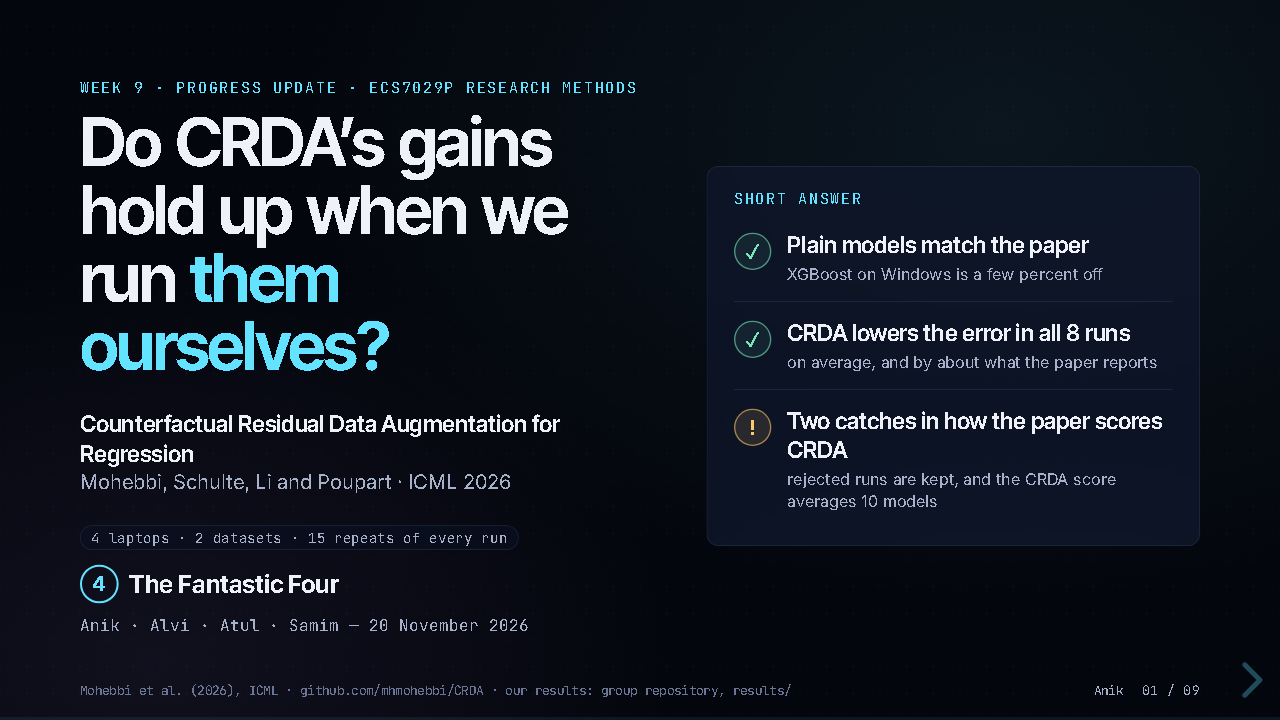 WEEK 9 · PROGRESS UPDATE · ECS7029P RESEARCH METHODS
Do CRDA’s gains
hold up when we
run them
ourselves?
Counterfactual Residual Data Augmentation for
Regression
Mohebbi, Schulte, Li and Poupart · ICML 2026
4 laptops · 2 datasets · 15 repeats of every run
4 The Fantastic Four
Anik · Alvi · Atul · Samim — 20 November 2026
SHORT ANSWER
✓ Plain models match the paper
XGBoost on Windows is a few percent off
✓ CRDA lowers the error in all 8 runs
on average, and by about what the paper reports
! Two catches in how the paper scores
CRDA
rejected runs are kept, and the CRDA score
averages 10 models
Mohebbi et al. (2026), ICML · github.com/mhmohebbi/CRDA · our results: group repository, results/
Anik 01 / 09